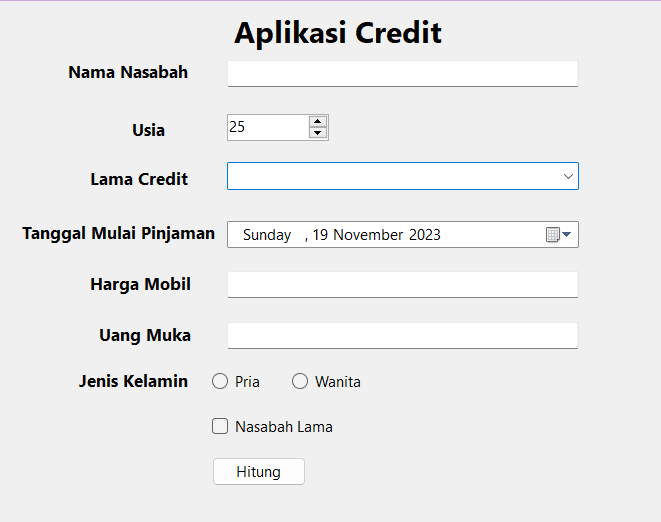 Aplikasi Credit
Nama Nasabah
Usia 25
Lama Credit
Tanggal Mulai Pinjaman Sunday , 19 November 2023
Harga Mobil
Uang Muka
Jenis Kelamin Pria Wanita
Nasabah Lama
Hitung